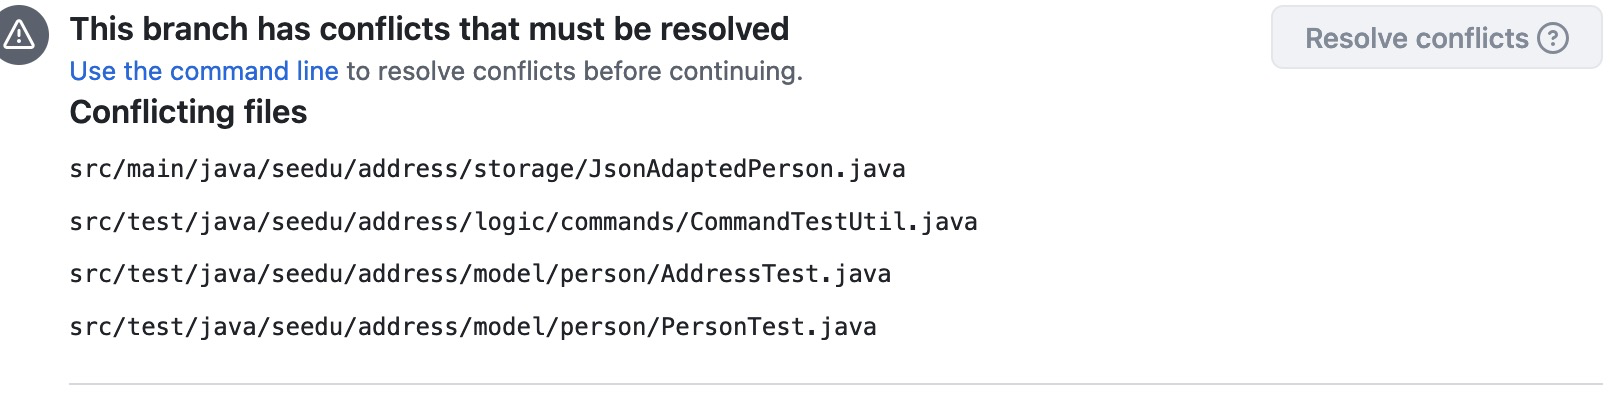 This branch has conflicts that must be resolved
Resolve conflicts ?
Use the command line to resolve conflicts before continuing.
Conflicting files
src/main/java/seedu/address/storage/JsonAdaptedPerson.java
src/test/java/seedu/address/logic/commands/CommandTestUtil.java
src/test/java/seedu/address/model/person/AddressTest.java
src/test/java/seedu/address/model/person/PersonTest.java